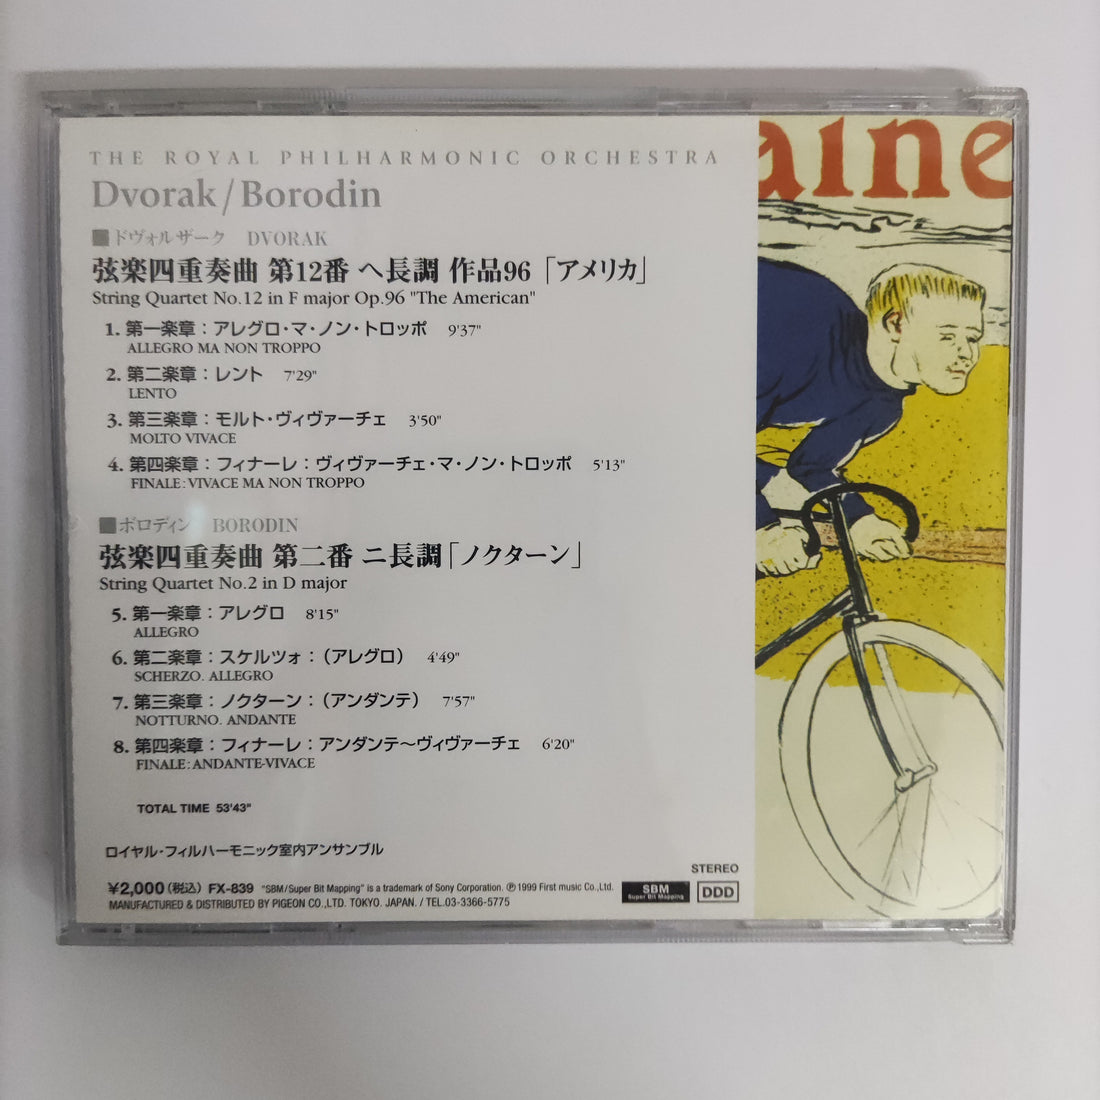 THE ROYAL PHILHARMONIC ORCHESTRA
Dvorak/Borodin
■ドヴォルザーク DVORAK
弦楽四重奏曲 第12番 ヘ長調 作品96「アメリカ」
String Quartet No.12 in F major Op.96 "The American"
1. 第一楽章：アレグロ・マ・ノン・トロッポ 9'37"
ALLEGRO MA NON TROPPO
2. 第二楽章：レント 7'29"
LENTO
3. 第三楽章：モルト・ヴィヴァーチェ 3'50"
MOLTO VIVACE
4. 第四楽章：フィナーレ：ヴィヴァーチェ・マ・ノン・トロッポ 5'13"
FINALE:VIVACE MA NON TROPPO
■ボロディン BORODIN
弦楽四重奏曲 第二番 ニ長調「ノクターン」
String Quartet No.2 in D major
5. 第一楽章：アレグロ 8'15"
ALLEGRO
6. 第二楽章：スケルツォ：（アレグロ） 4'49"
SCHERZO. ALLEGRO
7. 第三楽章：ノクターン：（アンダンテ） 7'57"
NOTTURNO. ANDANTE
8. 第四楽章：フィナーレ：アンダンテ〜ヴィヴァーチェ 6'20"
FINALE:ANDANTE-VIVACE
TOTAL TIME 53'43"
ロイヤル・フィルハーモニック室内アンサンブル
¥2,000(税込) FX-839 "SBM/Super Bit Mapping" is a trademark of Sony Corporation. ℗1999 First music Co.,Ltd.
MANUFACTURED & DISTRIBUTED BY PIGEON CO.,LTD. TOKYO. JAPAN. / TEL.03-3366-5775
STEREO
SBM
Super Bit Mapping
DDD
aine